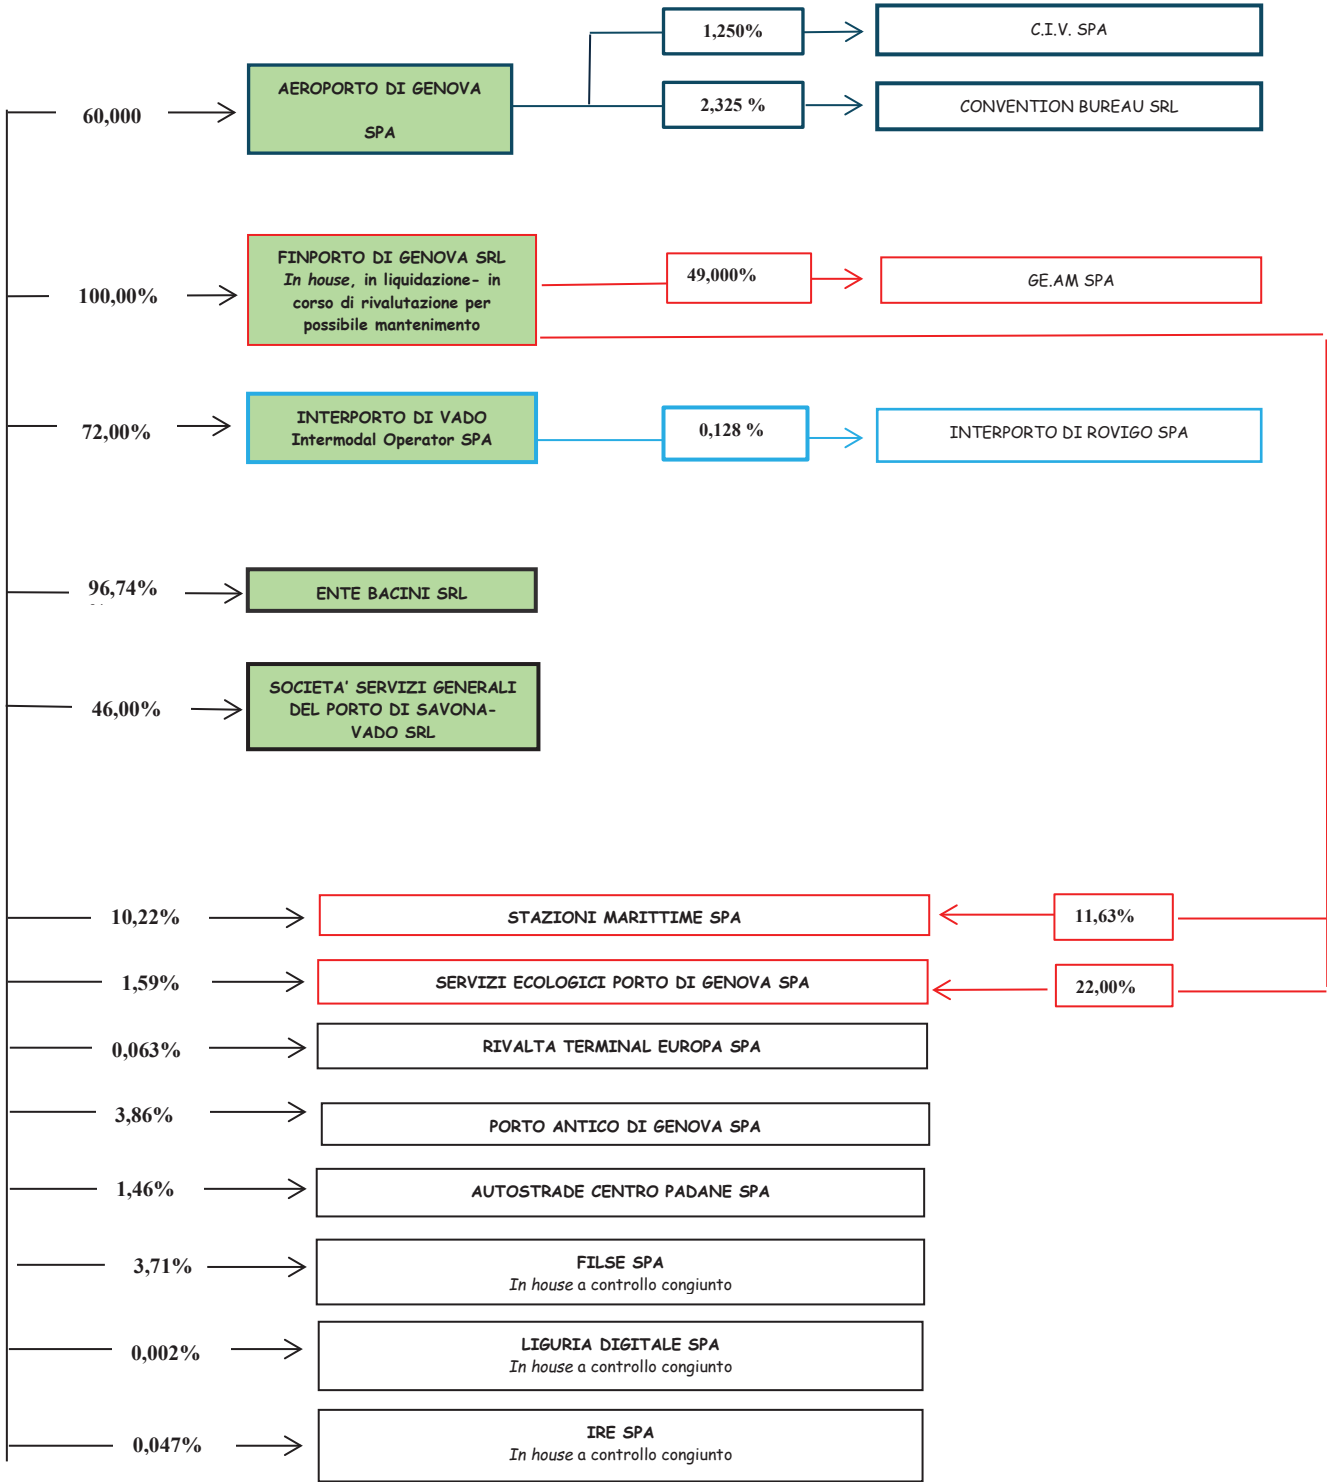 1,250%
C.I.V. SPA
60,000
AEROPORTO DI GENOVA
SPA
2,325 %
CONVENTION BUREAU SRL
100,00%
FINPORTO DI GENOVA SRL
In house, in liquidazione- in
corso di rivalutazione per
possibile mantenimento
49,000%
GE.AM SPA
72,00%
INTERPORTO DI VADO
Intermodal Operator SPA
0,128 %
INTERPORTO DI ROVIGO SPA
96,74%
ENTE BACINI SRL
46,00%
SOCIETA' SERVIZI GENERALI
DEL PORTO DI SAVONA-
VADO SRL
10,22%
STAZIONI MARITTIME SPA
11,63%
1,59%
SERVIZI ECOLOGICI PORTO DI GENOVA SPA
22,00%
0,063%
RIVALTA TERMINAL EUROPA SPA
3,86%
PORTO ANTICO DI GENOVA SPA
1,46%
AUTOSTRADE CENTRO PADANE SPA
3,71%
FILSE SPA
In house a controllo congiunto
0,002%
LIGURIA DIGITALE SPA
In house a controllo congiunto
0,047%
IRE SPA
In house a controllo congiunto